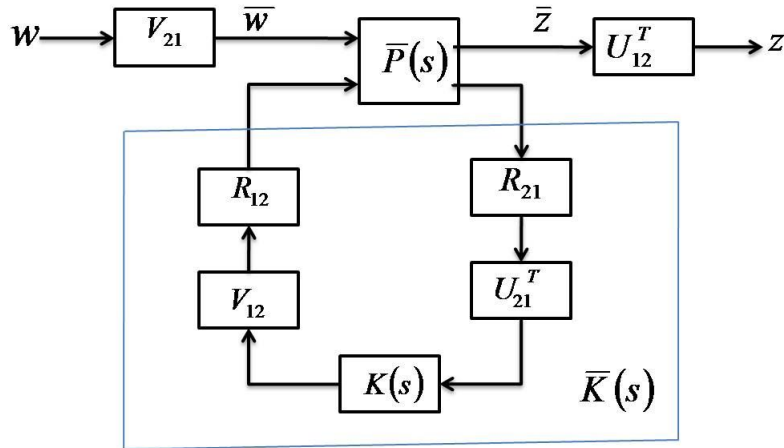 w V₂₁ w̅ P̅(s) z̅ U₁₂ᵀ z
R₁₂ R₂₁
V₁₂ U₂₁ᵀ
K(s) K̅(s)